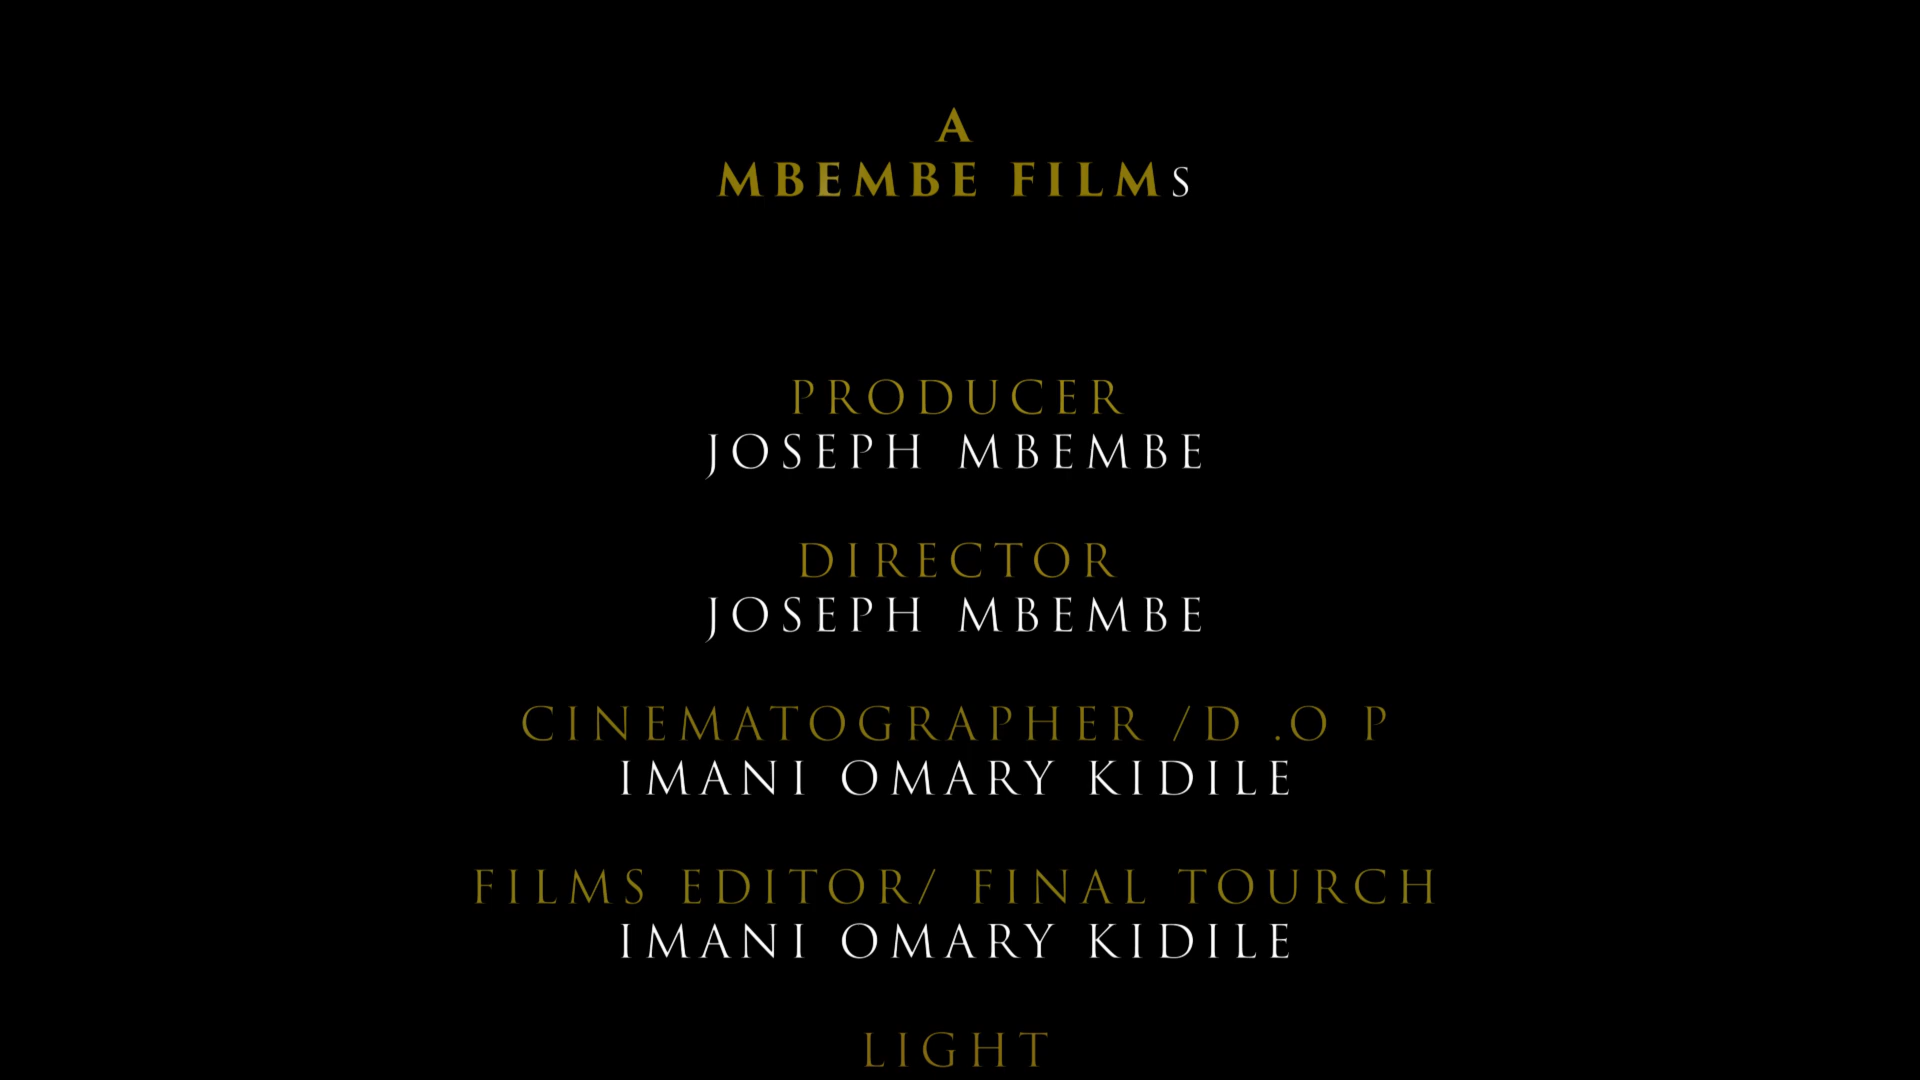 A
MBEMBE FILMS
PRODUCER
JOSEPH MBEMBE
DIRECTOR
JOSEPH MBEMBE
CINEMATOGRAPHER /D .O P
IMANI OMARY KIDILE
FILMS EDITOR/ FINAL TOURCH
IMANI OMARY KIDILE
LIGHT